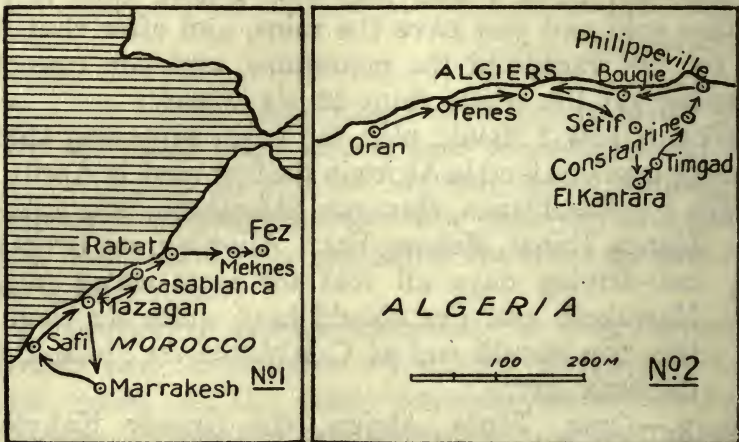 Fez
Rabat
Meknes
Casablanca
Mazagan
Safi
MOROCCO
Marrakesh
Nº1
Philippeville
ALGIERS
Bougie
Tenes
Oran
Sétif
Constantine
Timgad
El Kantara
ALGERIA
100 200M
Nº2